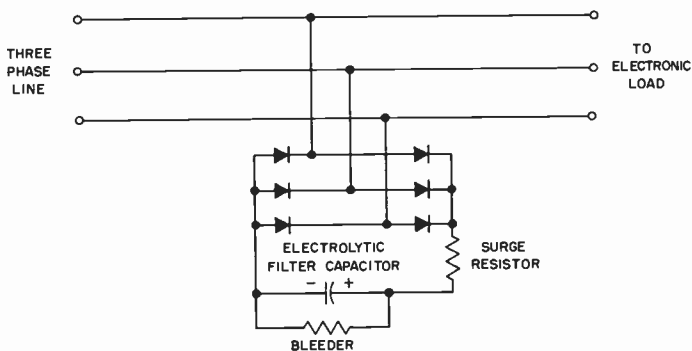 THREE
PHASE
LINE
TO
ELECTRONIC
LOAD
ELECTROLYTIC
FILTER CAPACITOR
SURGE
RESISTOR
- +
BLEEDER